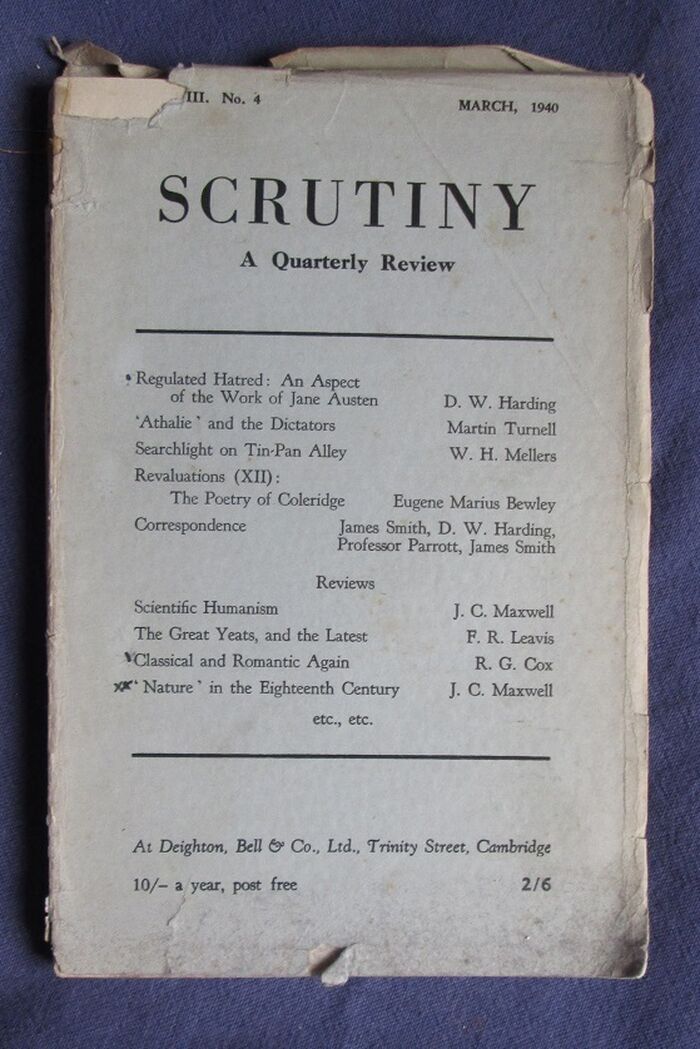 III. No. 4 MARCH, 1940
SCRUTINY
A Quarterly Review
Regulated Hatred: An Aspect
of the Work of Jane Austen D. W. Harding
'Athalie' and the Dictators Martin Turnell
Searchlight on Tin-Pan Alley W. H. Mellers
Revaluations (XII):
The Poetry of Coleridge Eugene Marius Bewley
Correspondence James Smith, D. W. Harding,
Professor Parrott, James Smith
Reviews
Scientific Humanism J. C. Maxwell
The Great Yeats, and the Latest F. R. Leavis
Classical and Romantic Again R. G. Cox
'Nature' in the Eighteenth Century J. C. Maxwell
etc., etc.
At Deighton, Bell & Co., Ltd., Trinity Street, Cambridge
10/– a year, post free 2/6